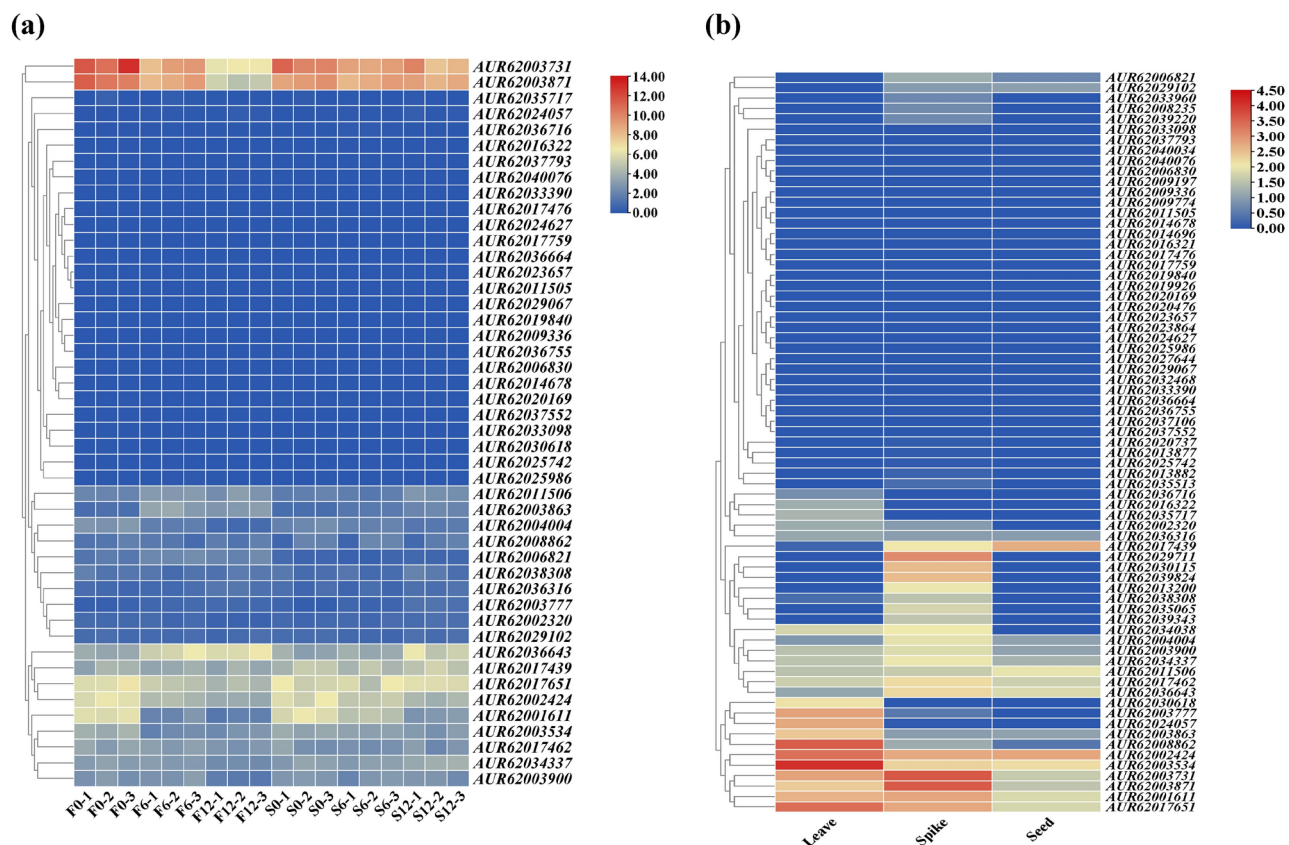 (a)
AUR62003731
AUR62003871
AUR62035717
AUR62024057
AUR62036716
AUR62016322
AUR62037793
AUR62040076
AUR62033390
AUR62017476
AUR62024627
AUR62017759
AUR62036664
AUR62023657
AUR62011505
AUR62029067
AUR62019840
AUR62009336
AUR62036755
AUR62006830
AUR62014678
AUR62020169
AUR62037552
AUR62033098
AUR62030618
AUR62025742
AUR62025986
AUR62011506
AUR62003863
AUR62004004
AUR62008862
AUR62006821
AUR62038308
AUR62036316
AUR62003777
AUR62002320
AUR62029102
AUR62036643
AUR62017439
AUR62017651
AUR62002424
AUR62001611
AUR62003534
AUR62017462
AUR62034337
AUR62003900
F0-1 F0-2 F0-3 F6-1 F6-2 F6-3 F12-1 F12-2 F12-3 S0-1 S0-2 S0-3 S6-1 S6-2 S6-3 S12-1 S12-2 S12-3
14.00
12.00
10.00
8.00
6.00
4.00
2.00
0.00
(b)
AUR62006821
AUR62029102
AUR62033960
AUR62008235
AUR62039220
AUR62033098
AUR62037793
AUR62040034
AUR62040076
AUR62006830
AUR62009197
AUR62009336
AUR62009774
AUR62011505
AUR62014678
AUR62014696
AUR62016321
AUR62017476
AUR62017759
AUR62019840
AUR62019926
AUR62020169
AUR62020476
AUR62023657
AUR62023864
AUR62024627
AUR62025986
AUR62027644
AUR62029067
AUR62032468
AUR62033390
AUR62036664
AUR62036755
AUR62037106
AUR62037552
AUR62020737
AUR62013877
AUR62025742
AUR62013882
AUR62035513
AUR62036716
AUR62016322
AUR62035717
AUR62002320
AUR62036316
AUR62017439
AUR62029711
AUR62030115
AUR62039824
AUR62013200
AUR62038308
AUR62035065
AUR62039343
AUR62034038
AUR62004004
AUR62003900
AUR62034337
AUR62011506
AUR62017462
AUR62036643
AUR62030618
AUR62003777
AUR62024057
AUR62003863
AUR62008862
AUR62002424
AUR62003534
AUR62003731
AUR62003871
AUR62001611
AUR62017651
Leave Spike Seed
4.50
4.00
3.50
3.00
2.50
2.00
1.50
1.00
0.50
0.00